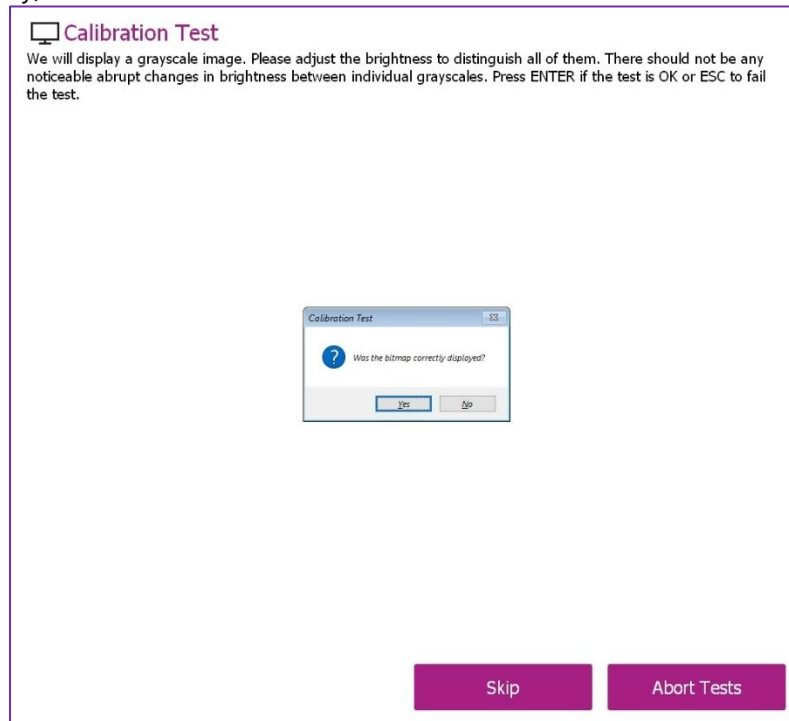 Calibration Test
We will display a grayscale image. Please adjust the brightness to distinguish all of them. There should not be any
noticeable abrupt changes in brightness between individual grayscales. Press ENTER if the test is OK or ESC to fail
the test.
Calibration Test
Was the bitmap correctly displayed?
Yes No
Skip Abort Tests